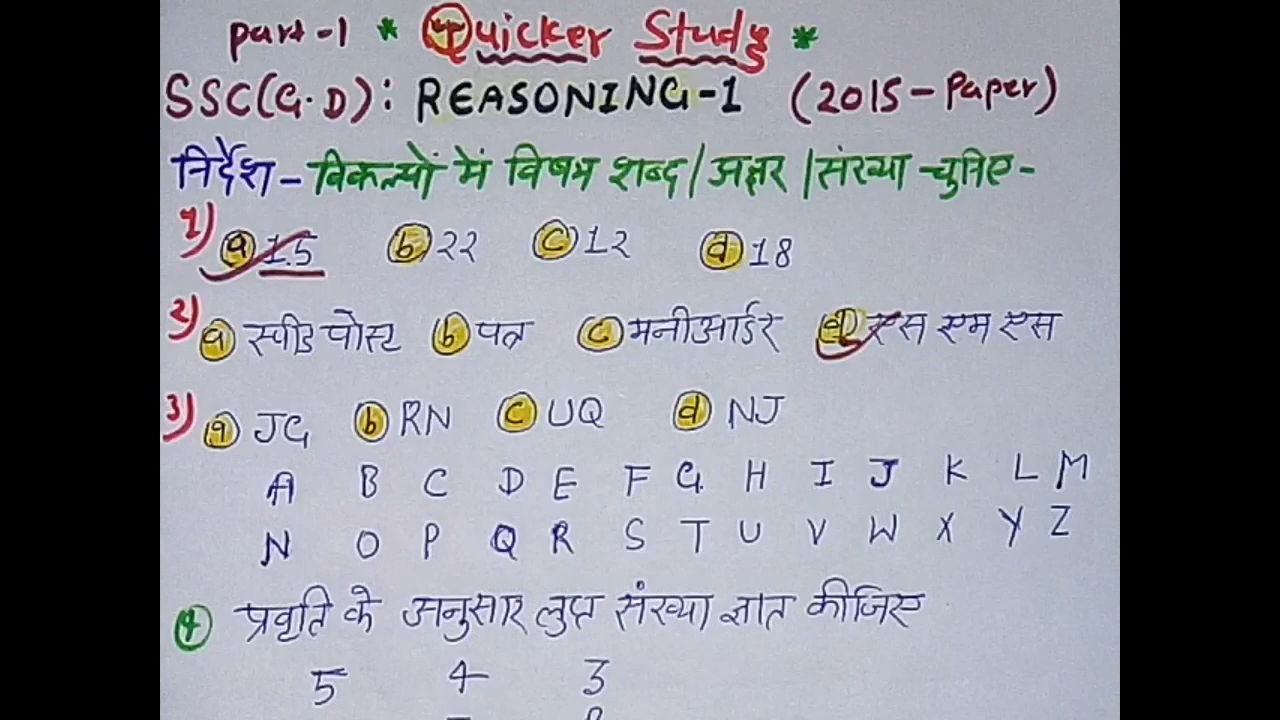 part-1 * Quicker Study *
SSC(G.D): REASONING-1 (2015-Paper)
निर्देश - विकल्पों में विषम शब्द/अक्षर/संख्या चुनिए-
1) a 15 b 22 c 12 d 18
2) a स्पीड पोस्ट b पत्र c मनीआर्डर d एस एम एस
3) a JG b RN c UQ d NJ
A B C D E F G H I J K L M
N O P Q R S T U V W X Y Z
4 प्रवृति के अनुसार लुप्त संख्या ज्ञात कीजिए
5 4 3